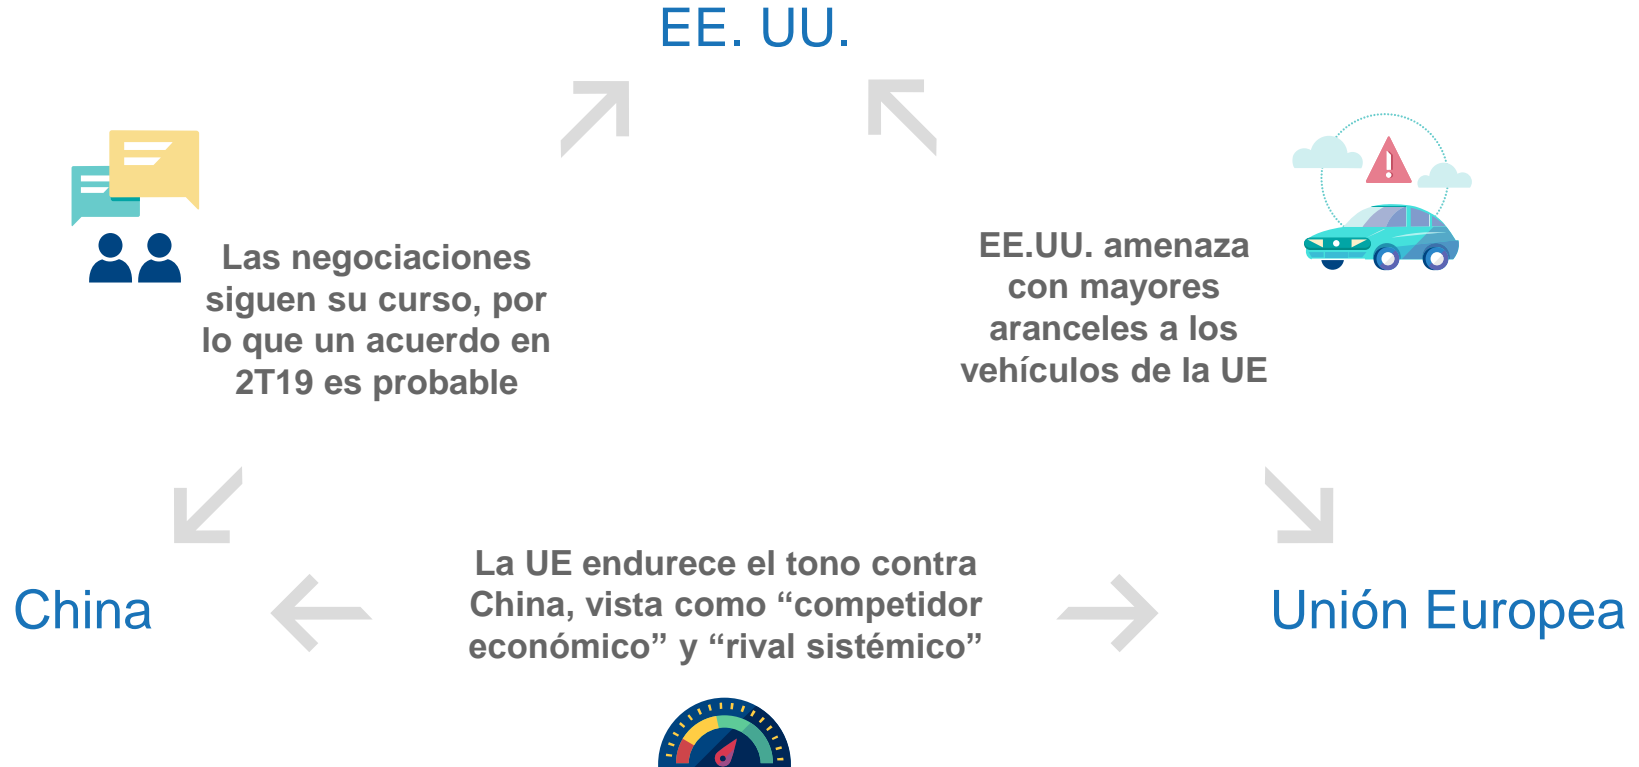 EE. UU.
Las negociaciones
siguen su curso, por
lo que un acuerdo en
2T19 es probable
EE.UU. amenaza
con mayores
aranceles a los
vehículos de la UE
China
La UE endurece el tono contra
China, vista como “competidor
económico” y “rival sistémico”
Unión Europea